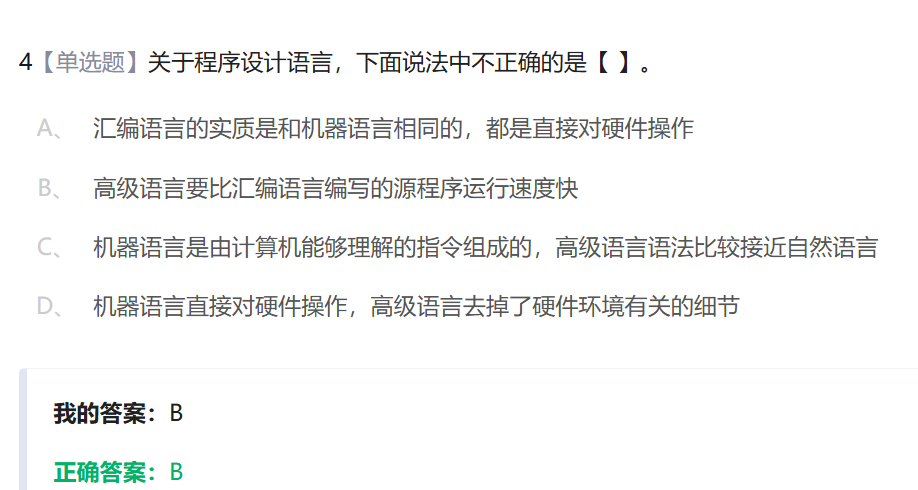 4【单选题】关于程序设计语言，下面说法中不正确的是【 】。
A、 汇编语言的实质是和机器语言相同的，都是直接对硬件操作
B、 高级语言要比汇编语言编写的源程序运行速度快
C、 机器语言是由计算机能够理解的指令组成的，高级语言语法比较接近自然语言
D、 机器语言直接对硬件操作，高级语言去掉了硬件环境有关的细节
我的答案：B
正确答案：B